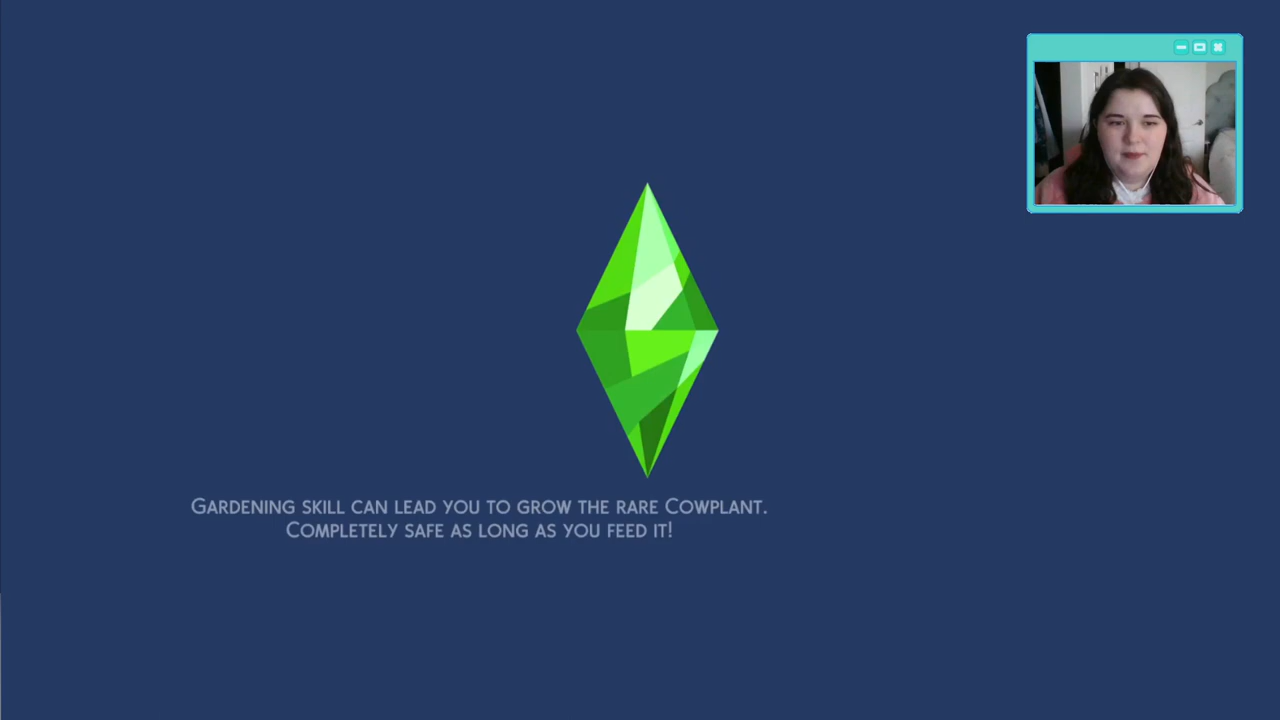 Gardening skill can lead you to grow the rare Cowplant.
Completely safe as long as you feed it!